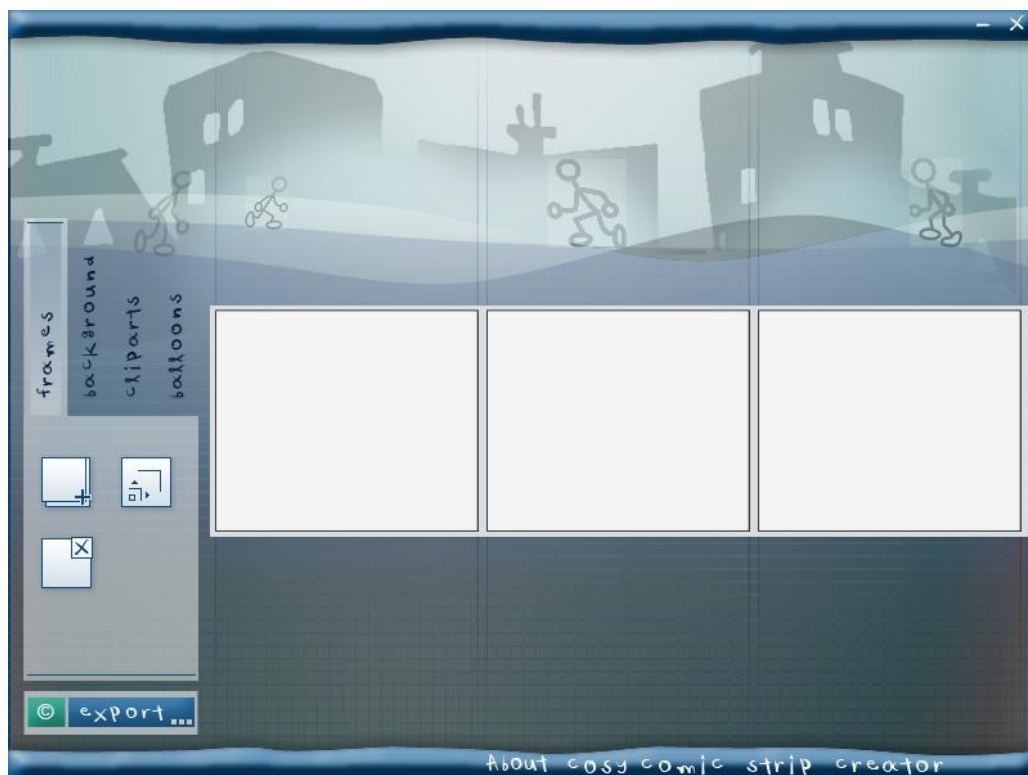 frames
background
cliparts
balloons
© export...
About cosy comic strip creator